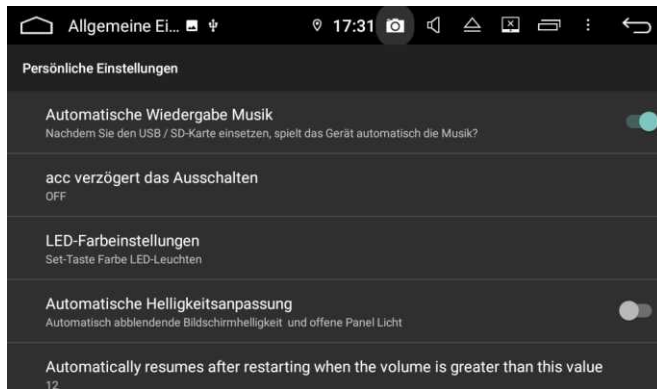 Allgemeine Ei...
17:31
Persönliche Einstellungen
Automatische Wiedergabe Musik
Nachdem Sie den USB / SD-Karte einsetzen, spielt das Gerät automatisch die Musik?
acc verzögert das Ausschalten
OFF
LED-Farbeinstellungen
Set-Taste Farbe LED-Leuchten
Automatische Helligkeitsanpassung
Automatisch abblendende Bildschirmhelligkeit und offene Panel Licht
Automatically resumes after restarting when the volume is greater than this value
12